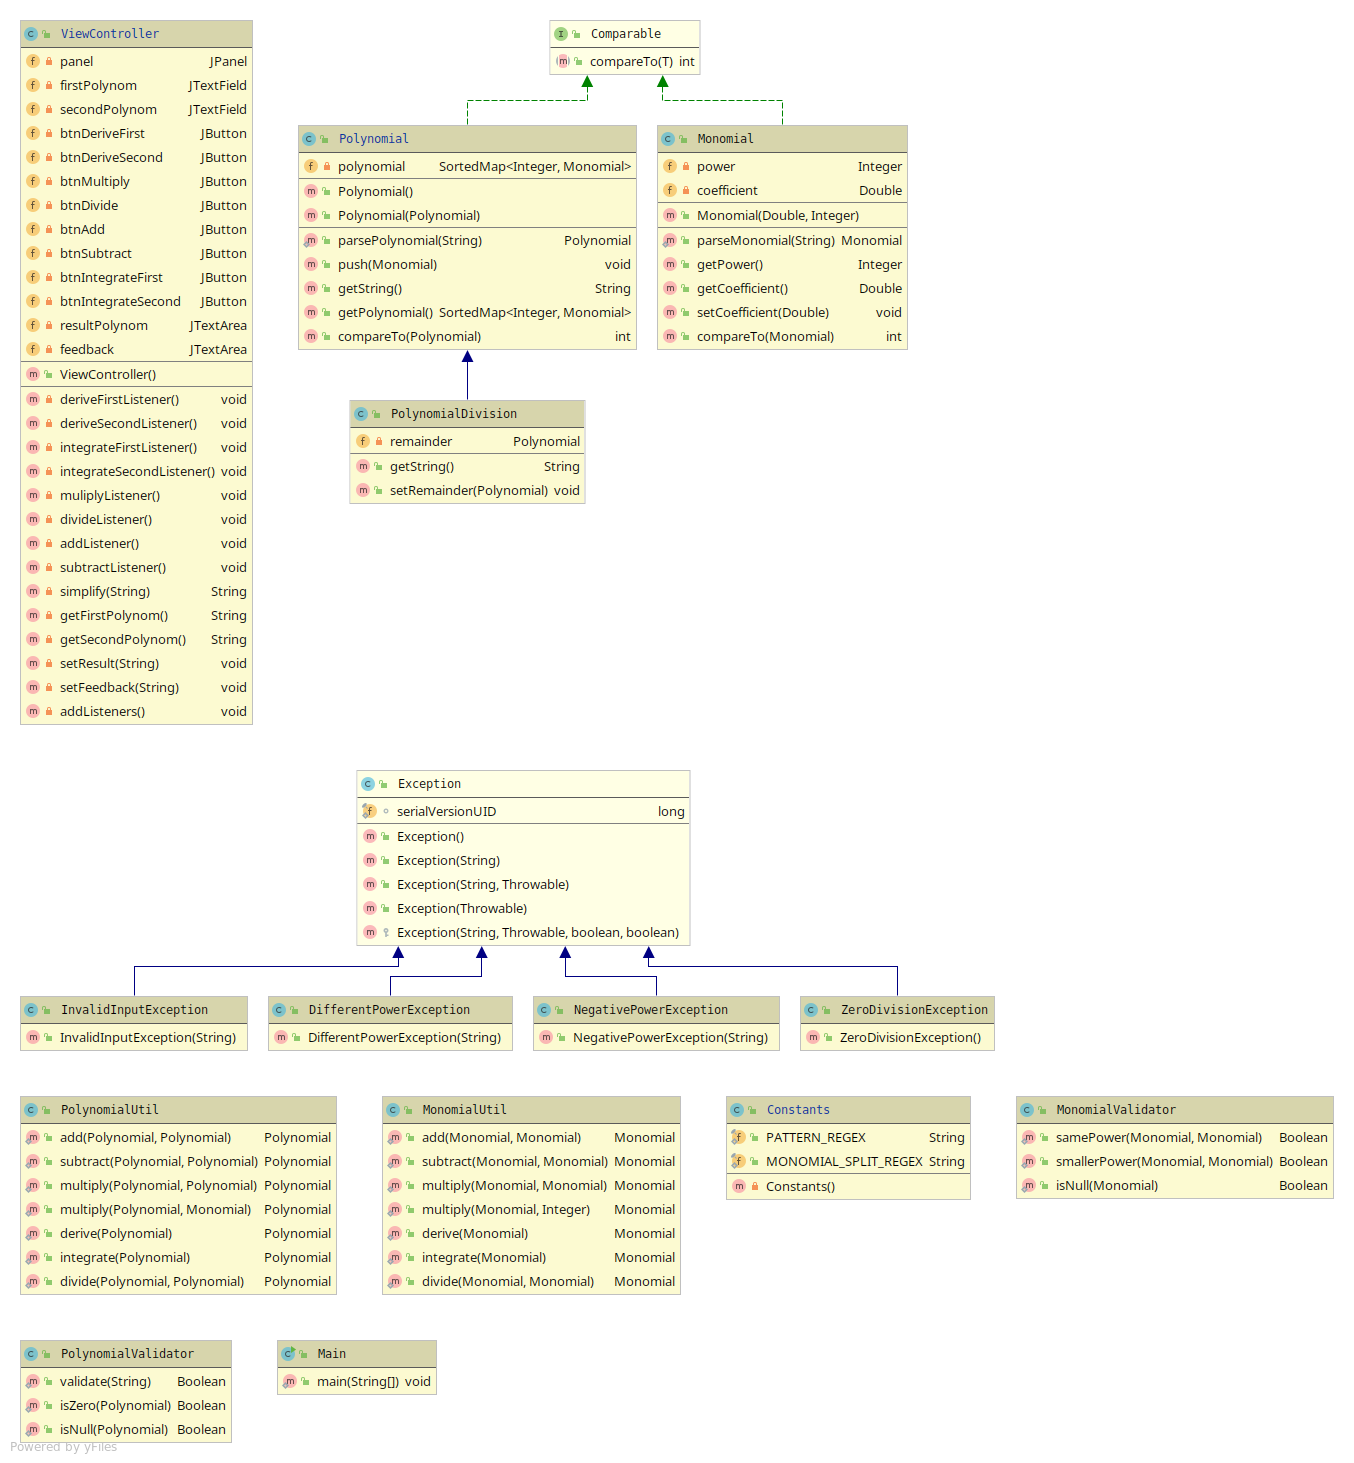 ViewController
panel JPanel
firstPolynom JTextField
secondPolynom JTextField
btnDeriveFirst JButton
btnDeriveSecond JButton
btnMultiply JButton
btnDivide JButton
btnAdd JButton
btnSubtract JButton
btnIntegrateFirst JButton
btnIntegrateSecond JButton
resultPolynom JTextArea
feedback JTextArea
ViewController()
deriveFirstListener() void
deriveSecondListener() void
integrateFirstListener() void
integrateSecondListener() void
muliplyListener() void
divideListener() void
addListener() void
subtractListener() void
simplify(String) String
getFirstPolynom() String
getSecondPolynom() String
setResult(String) void
setFeedback(String) void
addListeners() void
Comparable
compareTo(T) int
Polynomial
polynomial SortedMap<Integer, Monomial>
Polynomial()
Polynomial(Polynomial)
parsePolynomial(String) Polynomial
push(Monomial) void
getString() String
getPolynomial() SortedMap<Integer, Monomial>
compareTo(Polynomial) int
Monomial
power Integer
coefficient Double
Monomial(Double, Integer)
parseMonomial(String) Monomial
getPower() Integer
getCoefficient() Double
setCoefficient(Double) void
compareTo(Monomial) int
PolynomialDivision
remainder Polynomial
getString() String
setRemainder(Polynomial) void
Exception
serialVersionUID long
Exception()
Exception(String)
Exception(String, Throwable)
Exception(Throwable)
Exception(String, Throwable, boolean, boolean)
InvalidInputException
InvalidInputException(String)
DifferentPowerException
DifferentPowerException(String)
NegativePowerException
NegativePowerException(String)
ZeroDivisionException
ZeroDivisionException()
PolynomialUtil
add(Polynomial, Polynomial) Polynomial
subtract(Polynomial, Polynomial) Polynomial
multiply(Polynomial, Polynomial) Polynomial
multiply(Polynomial, Monomial) Polynomial
derive(Polynomial) Polynomial
integrate(Polynomial) Polynomial
divide(Polynomial, Polynomial) Polynomial
MonomialUtil
add(Monomial, Monomial) Monomial
subtract(Monomial, Monomial) Monomial
multiply(Monomial, Monomial) Monomial
multiply(Monomial, Integer) Monomial
derive(Monomial) Monomial
integrate(Monomial) Monomial
divide(Monomial, Monomial) Monomial
Constants
PATTERN_REGEX String
MONOMIAL_SPLIT_REGEX String
Constants()
MonomialValidator
samePower(Monomial, Monomial) Boolean
smallerPower(Monomial, Monomial) Boolean
isNull(Monomial) Boolean
PolynomialValidator
validate(String) Boolean
isZero(Polynomial) Boolean
isNull(Polynomial) Boolean
Main
main(String[]) void
Powered by yFiles